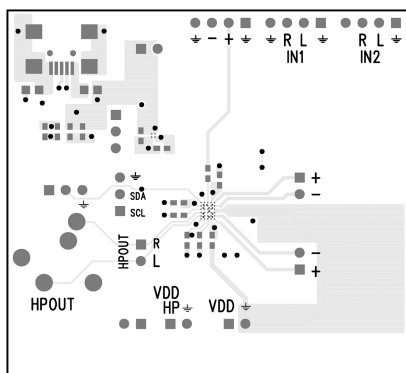 − +
R L R L
IN1 IN2
+
−
SDA
SCL
HPOUT R
L
−
+
HPOUT
VDD
HP VDD